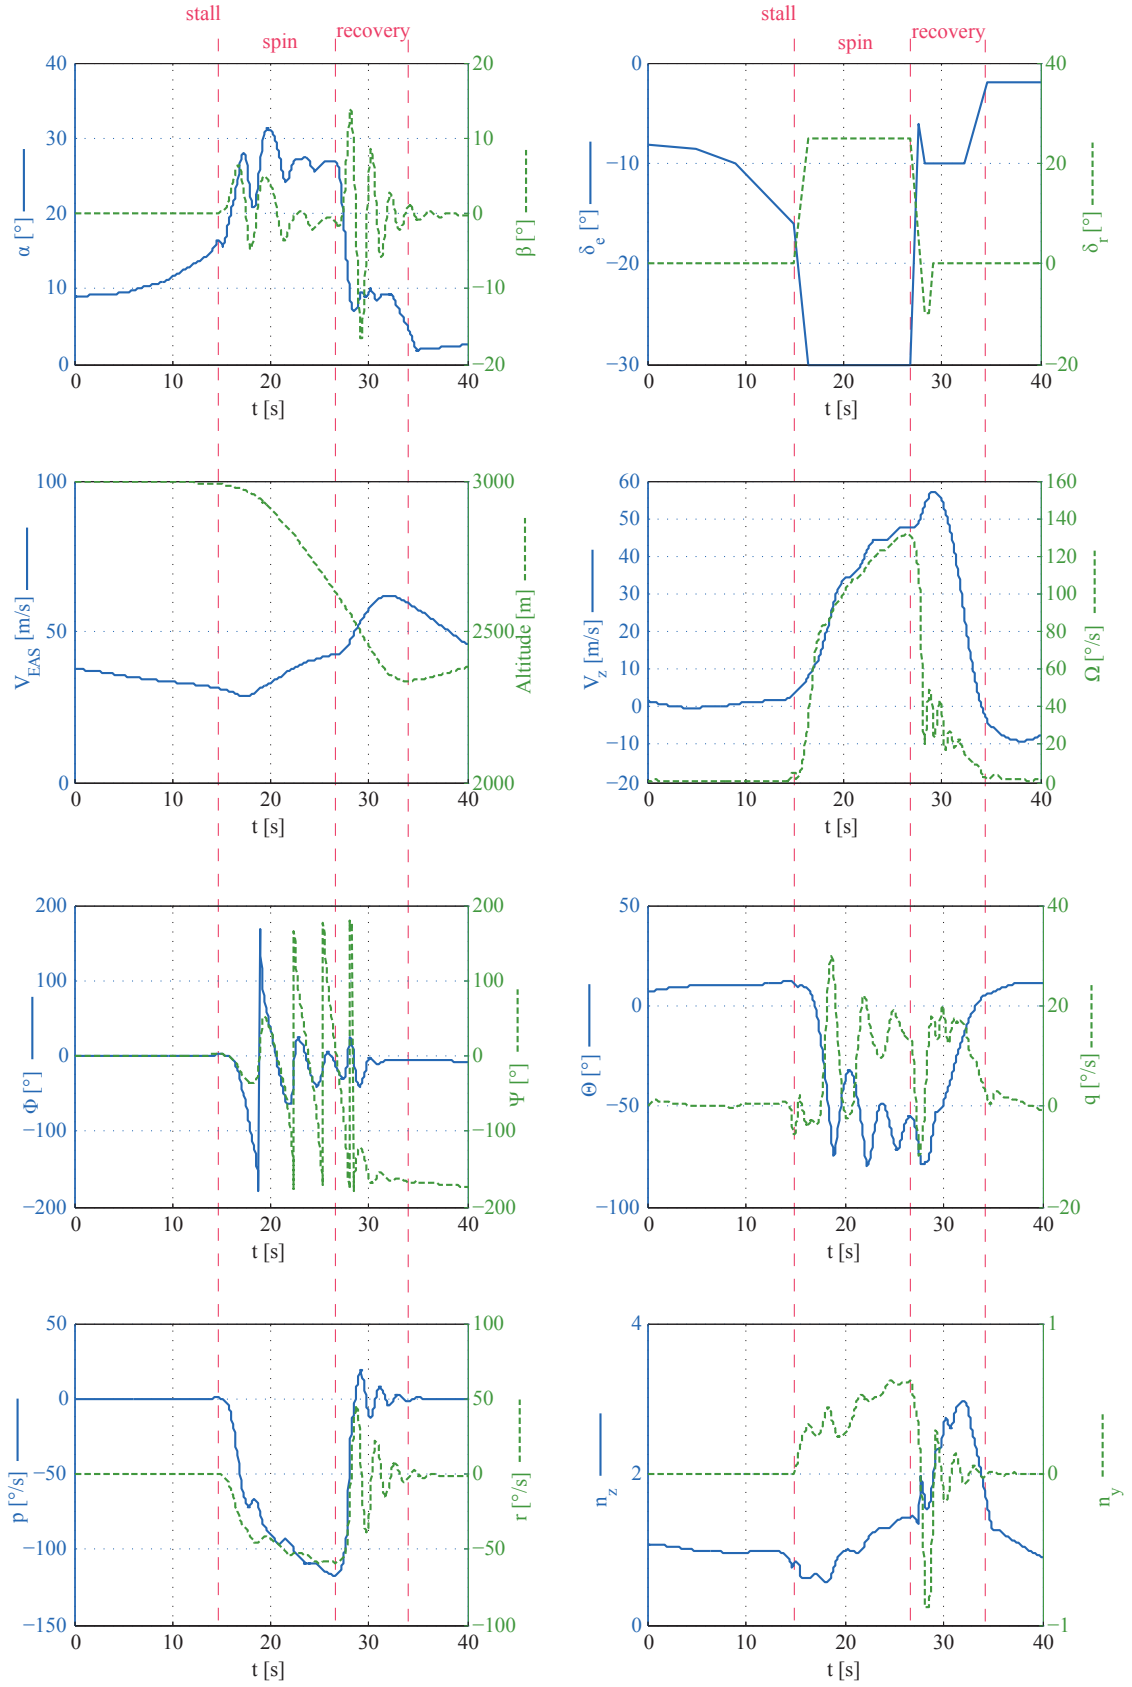 stall
spin
recovery
stall
spin
recovery
40
30
20
10
0
α [°]
20
10
0
−10
−20
β [°]
0 10 20 30 40
t [s]
0
−10
−20
−30
δe [°]
40
20
0
−20
δr [°]
0 10 20 30 40
t [s]
100
50
0
VEAS [m/s]
3000
2500
2000
Altitude [m]
0 10 20 30 40
t [s]
60
50
40
30
20
10
0
−10
−20
Vz [m/s]
160
140
120
100
80
60
40
20
0
Ω [°/s]
0 10 20 30 40
t [s]
200
100
0
−100
−200
Φ [°]
200
100
0
−100
−200
Ψ [°]
0 10 20 30 40
t [s]
50
0
−50
−100
Θ [°]
40
20
0
−20
q [°/s]
0 10 20 30 40
t [s]
50
0
−50
−100
−150
p [°/s]
100
50
0
−50
−100
r [°/s]
0 10 20 30 40
t [s]
4
2
0
nz
1
0
−1
ny
0 10 20 30 40
t [s]